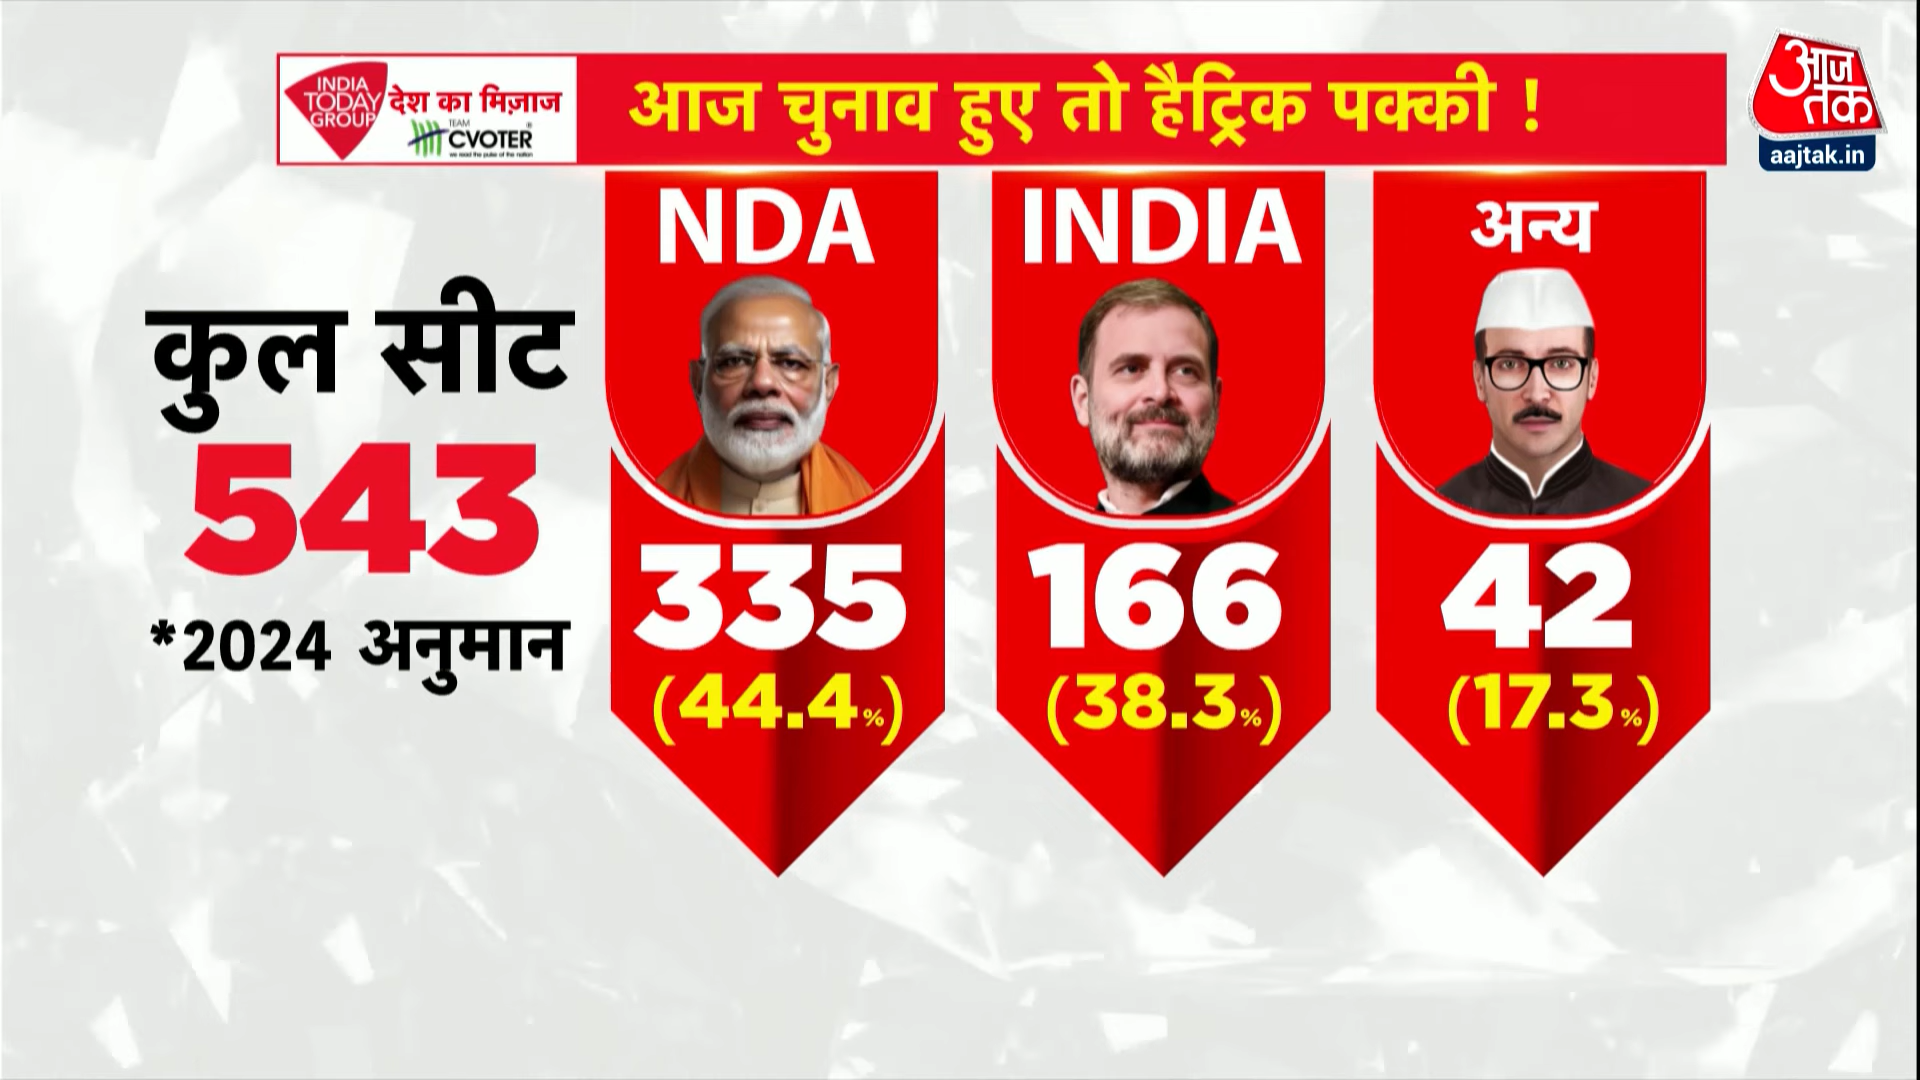 INDIA
TODAY
GROUP
देश का मिज़ाज
TEAM
CVOTER
we read the pulse of the nation
आज चुनाव हुए तो हैट्रिक पक्की !
आज
तक
aajtak.in
कुल सीट
543
*2024 अनुमान
NDA
335
(44.4%)
INDIA
166
(38.3%)
अन्य
42
(17.3%)